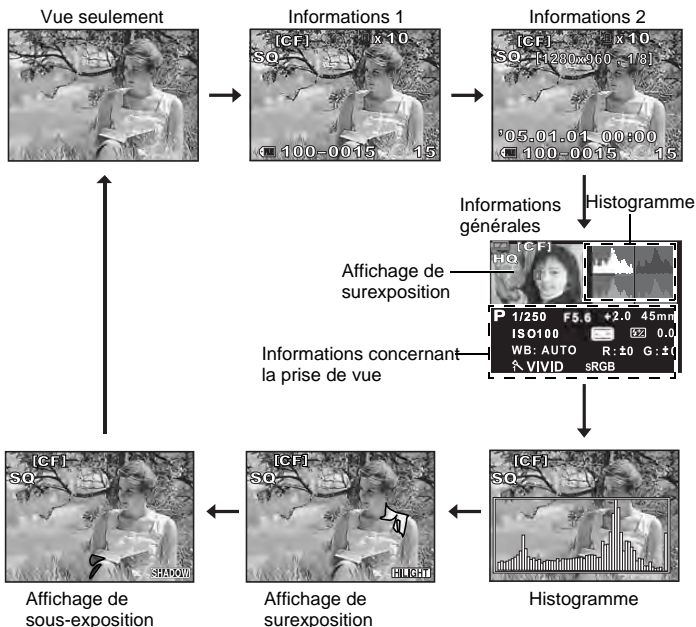 Vue seulement
Informations 1
Informations 2
[CF]
x10
SQ
100-0015
15
[CF]
x10
SQ
[1280x960 , 1/8]
'05.01.01 00:00
100-0015
15
Informations
générales
Histogramme
[CF]
HQ
Affichage de
surexposition
P 1/250 F5.6 +2.0 45mm
ISO100 0.0
WB: AUTO R:±0 G:±0
VIVID sRGB
Informations concernant
la prise de vue
[CF]
SQ
SHADOW
[CF]
SQ
HILIGHT
[CF]
SQ
Affichage de
sous-exposition
Affichage de
surexposition
Histogramme